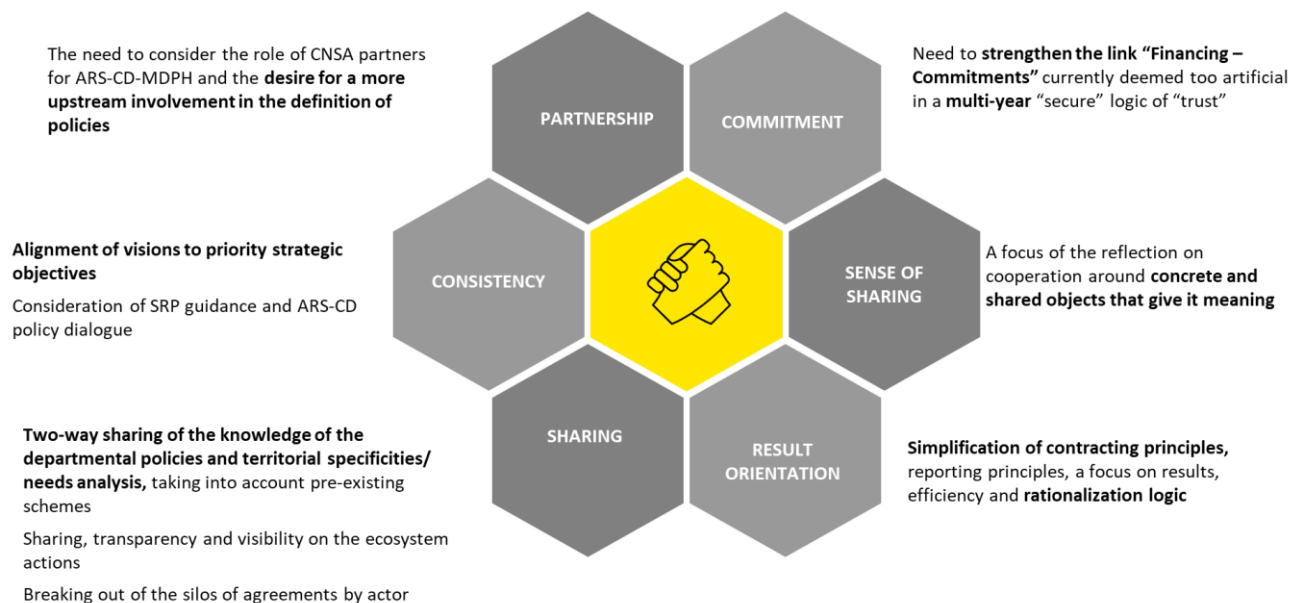 The need to consider the role of CNSA partners
for ARS-CD-MDPH and the desire for a more
upstream involvement in the definition of
policies
PARTNERSHIP
COMMITMENT
Need to strengthen the link “Financing –
Commitments” currently deemed too artificial
in a multi-year “secure” logic of “trust”
Alignment of visions to priority strategic
objectives
Consideration of SRP guidance and ARS-CD
policy dialogue
CONSISTENCY
SENSE OF
SHARING
A focus of the reflection on
cooperation around concrete and
shared objects that give it meaning
Two-way sharing of the knowledge of the
departmental policies and territorial specificities/
needs analysis, taking into account pre-existing
schemes
Sharing, transparency and visibility on the ecosystem
actions
Breaking out of the silos of agreements by actor
SHARING
RESULT
ORIENTATION
Simplification of contracting principles,
reporting principles, a focus on results,
efficiency and rationalization logic